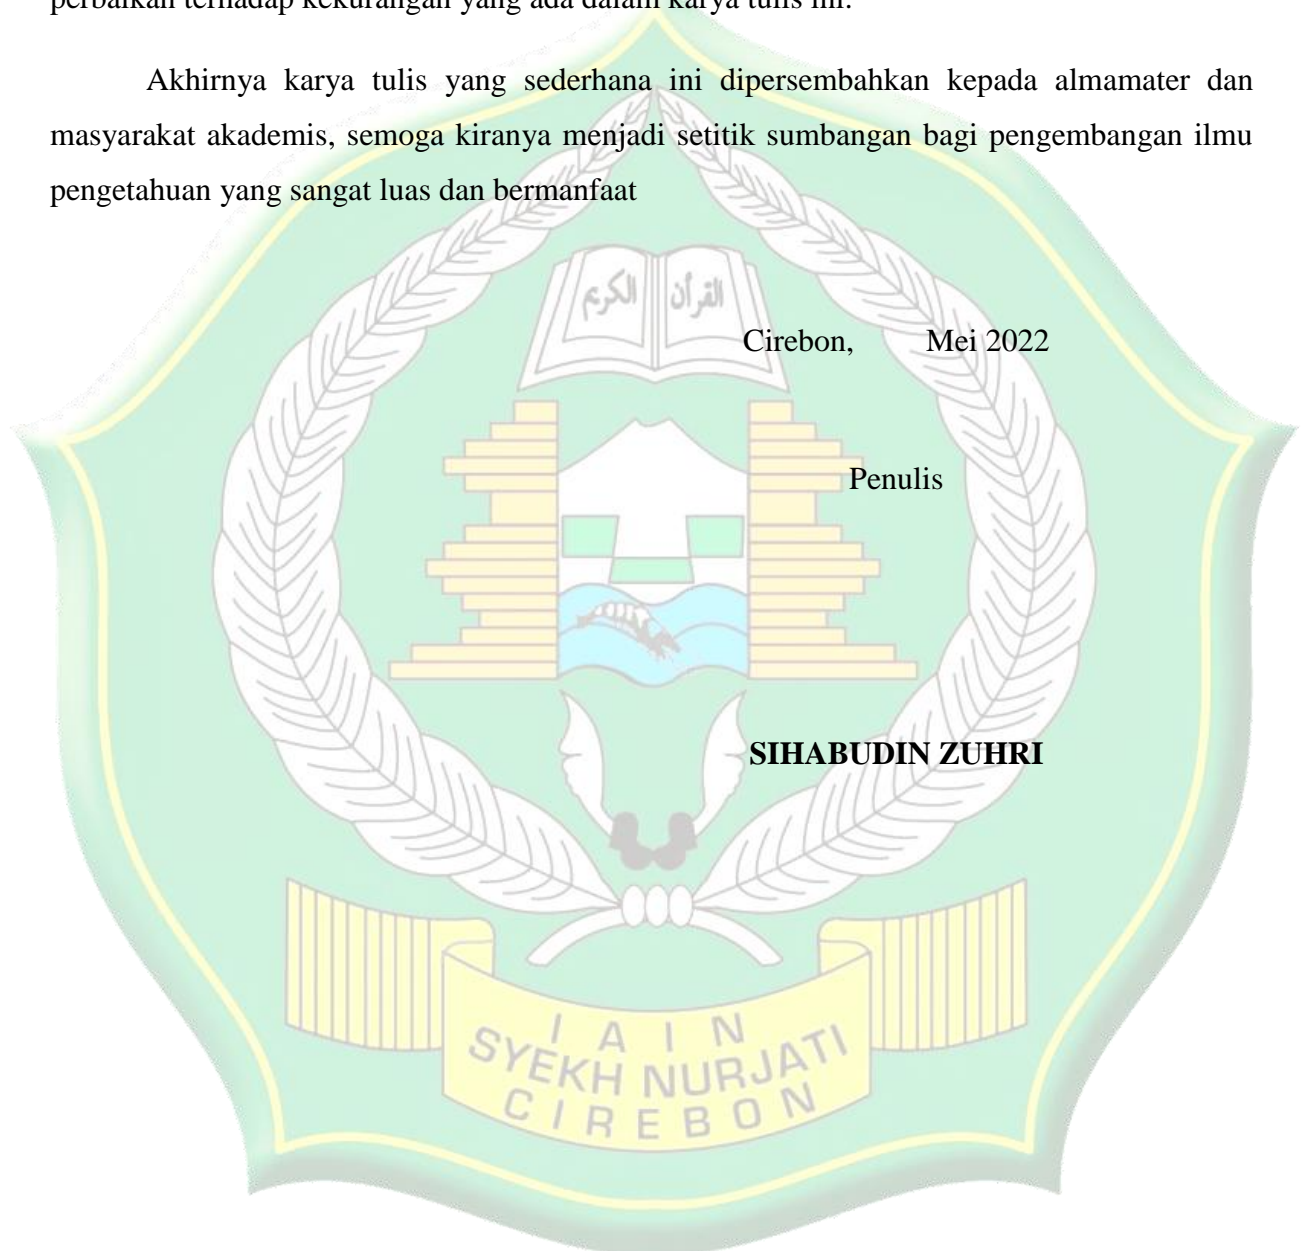 perbaikan terhadap kekurangan yang ada dalam karya tulis ini.
Akhirnya karya tulis yang sederhana ini dipersembahkan kepada almamater dan
masyarakat akademis, semoga kiranya menjadi setitik sumbangan bagi pengembangan ilmu
pengetahuan yang sangat luas dan bermanfaat
القرآن الكريم
Cirebon, Mei 2022
Penulis
SIHABUDIN ZUHRI
IAIN
SYEKH NURJATI
CIREBON